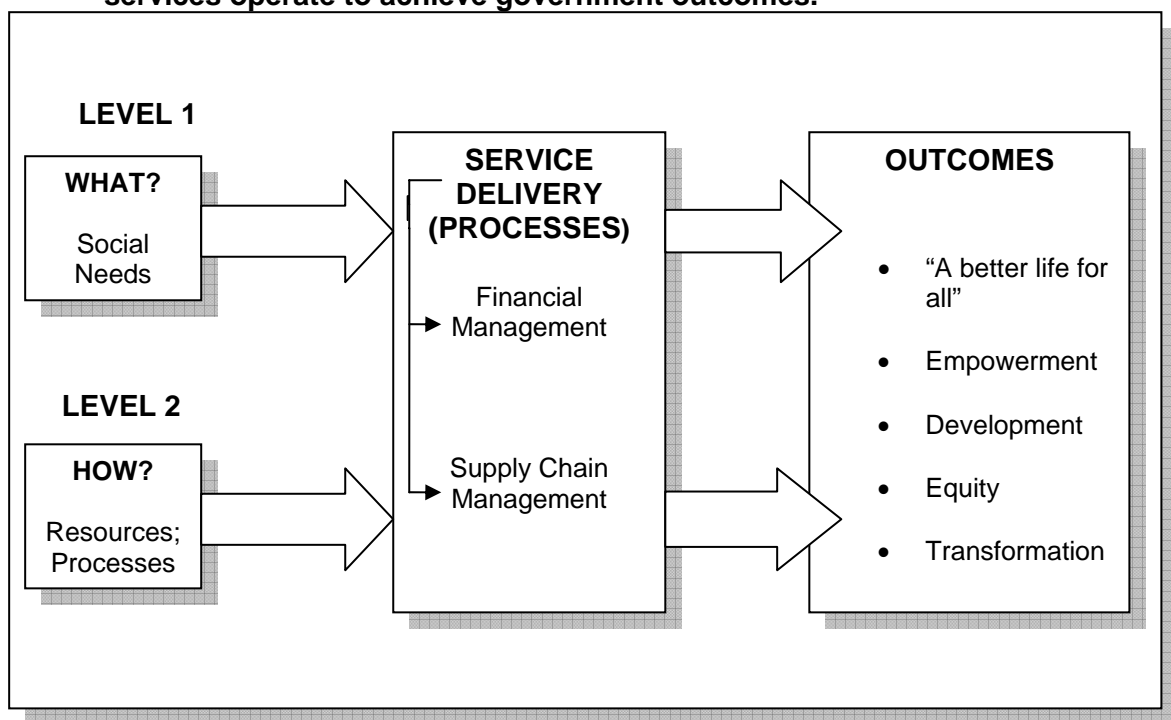 services operate to achieve government outcomes.
LEVEL 1
WHAT?
Social
Needs
LEVEL 2
HOW?
Resources;
Processes
SERVICE
DELIVERY
(PROCESSES)
Financial
Management
Supply Chain
Management
OUTCOMES
• “A better life for
all”
• Empowerment
• Development
• Equity
• Transformation